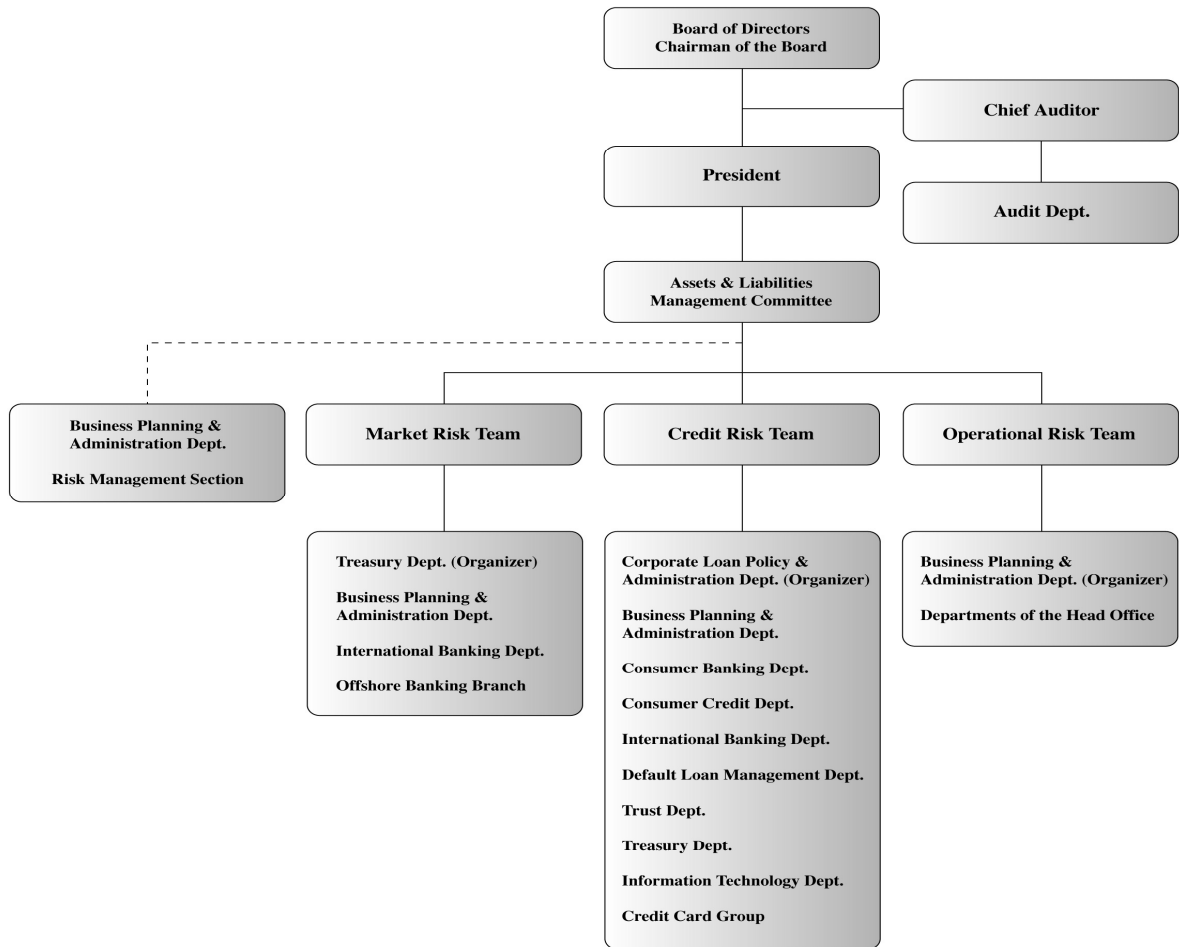 Board of Directors
Chairman of the Board
Chief Auditor
President
Audit Dept.
Assets & Liabilities
Management Committee
Business Planning &
Administration Dept.
Risk Management Section
Market Risk Team
Credit Risk Team
Operational Risk Team
Treasury Dept. (Organizer)
Business Planning &
Administration Dept.
International Banking Dept.
Offshore Banking Branch
Corporate Loan Policy &
Administration Dept. (Organizer)
Business Planning &
Administration Dept.
Consumer Banking Dept.
Consumer Credit Dept.
International Banking Dept.
Default Loan Management Dept.
Trust Dept.
Treasury Dept.
Information Technology Dept.
Credit Card Group
Business Planning &
Administration Dept. (Organizer)
Departments of the Head Office